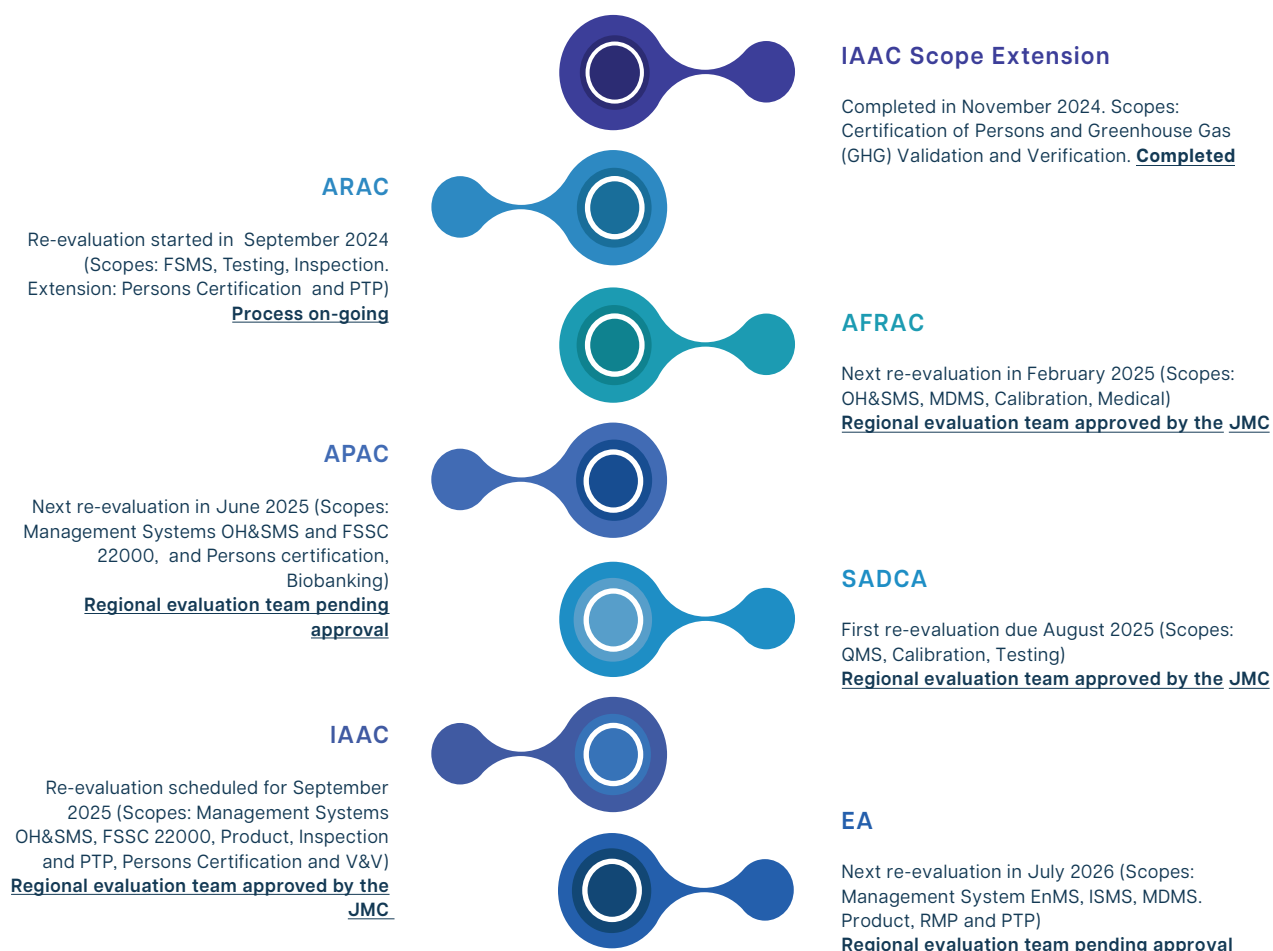 IAAC Scope Extension
Completed in November 2024. Scopes:
Certification of Persons and Greenhouse Gas
(GHG) Validation and Verification. Completed
ARAC
Re-evaluation started in  September 2024
(Scopes: FSMS, Testing, Inspection.
Extension: Persons Certification  and PTP)
Process on-going
AFRAC
Next re-evaluation in February 2025 (Scopes:
OH&SMS, MDMS, Calibration, Medical)
Regional evaluation team approved by the JMC
APAC
Next re-evaluation in June 2025 (Scopes:
Management Systems OH&SMS and FSSC
22000,  and Persons certification,
Biobanking)
Regional evaluation team pending
approval
SADCA
First re-evaluation due August 2025 (Scopes:
QMS, Calibration, Testing)
Regional evaluation team approved by the JMC
IAAC
Re-evaluation scheduled for September
2025 (Scopes: Management Systems
OH&SMS, FSSC 22000, Product, Inspection
and PTP, Persons Certification and V&V)
Regional evaluation team approved by the
JMC
EA
Next re-evaluation in July 2026 (Scopes:
Management System EnMS, ISMS, MDMS.
Product, RMP and PTP)
Regional evaluation team pending approval